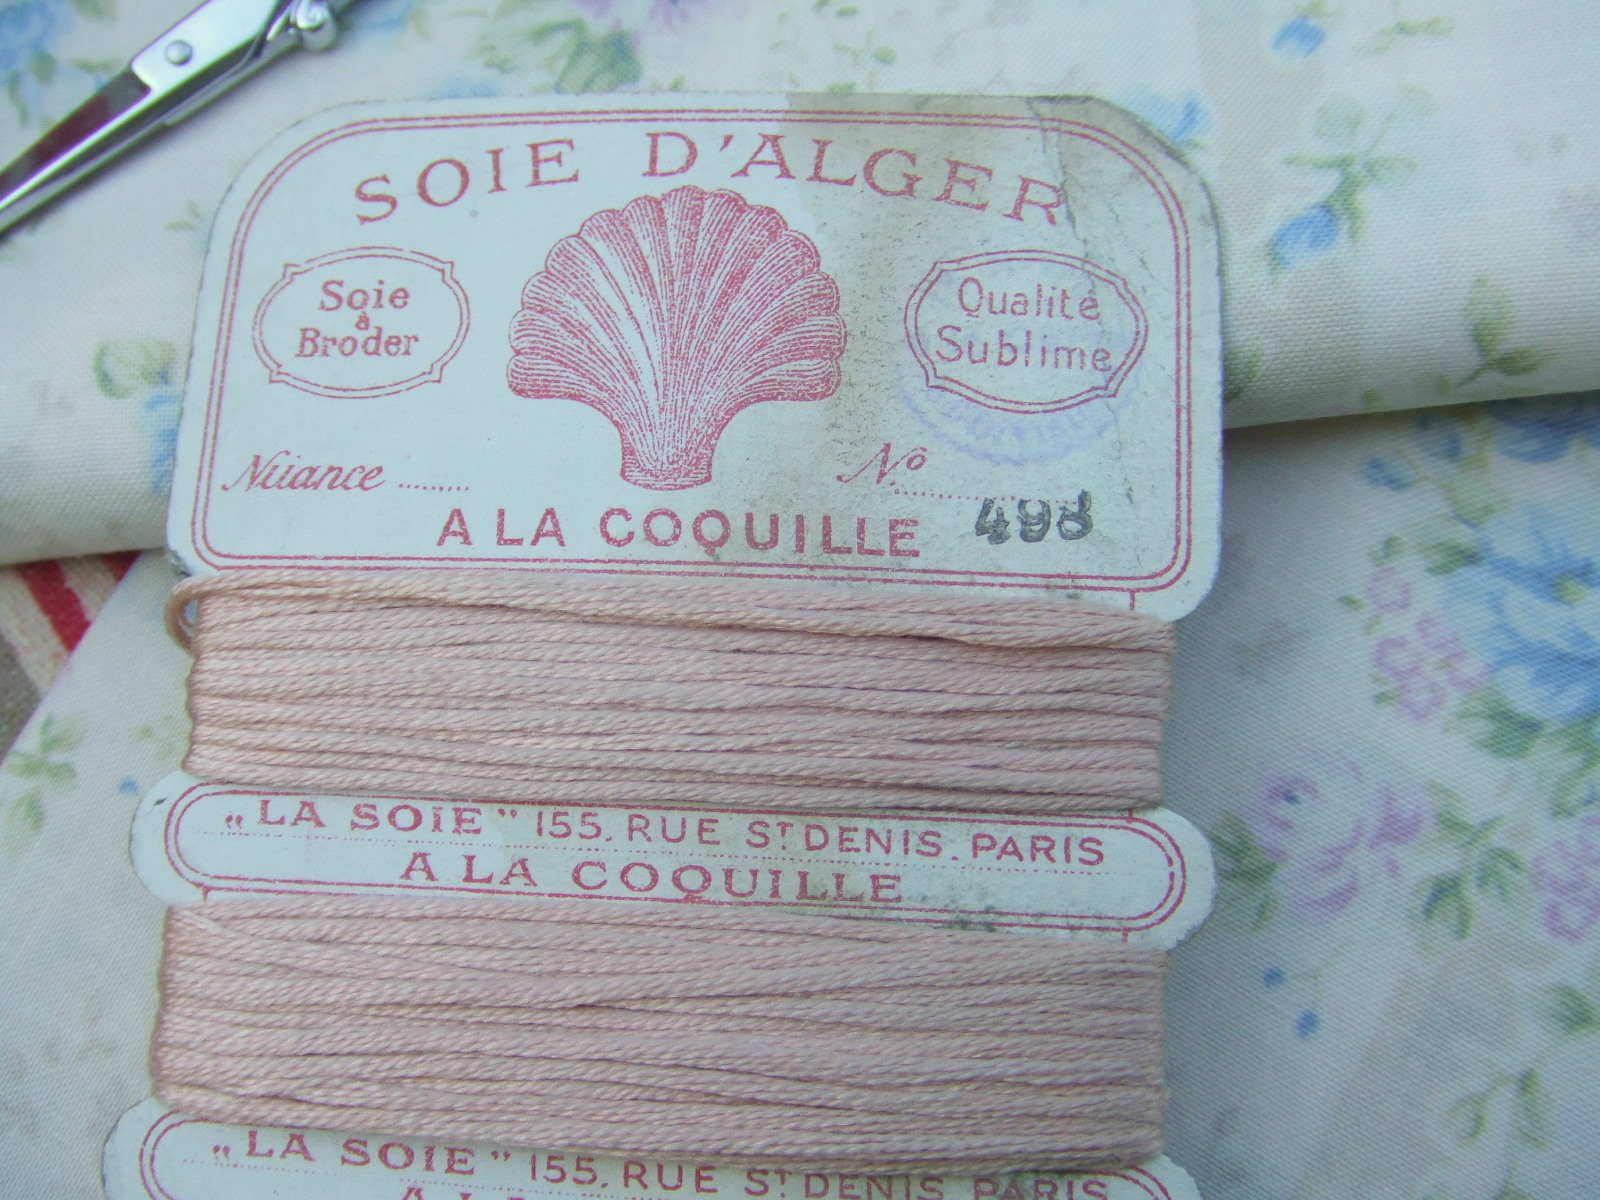 SOIE D'ALGER
Soie
à
Broder
Qualité
Sublime
Nuance ........
No ..............
498
A LA COQUILLE
„LA SOIE" 155. RUE ST DENIS. PARIS
A LA COQUILLE
„LA SOIE" 155. RUE ST DENIS PARIS